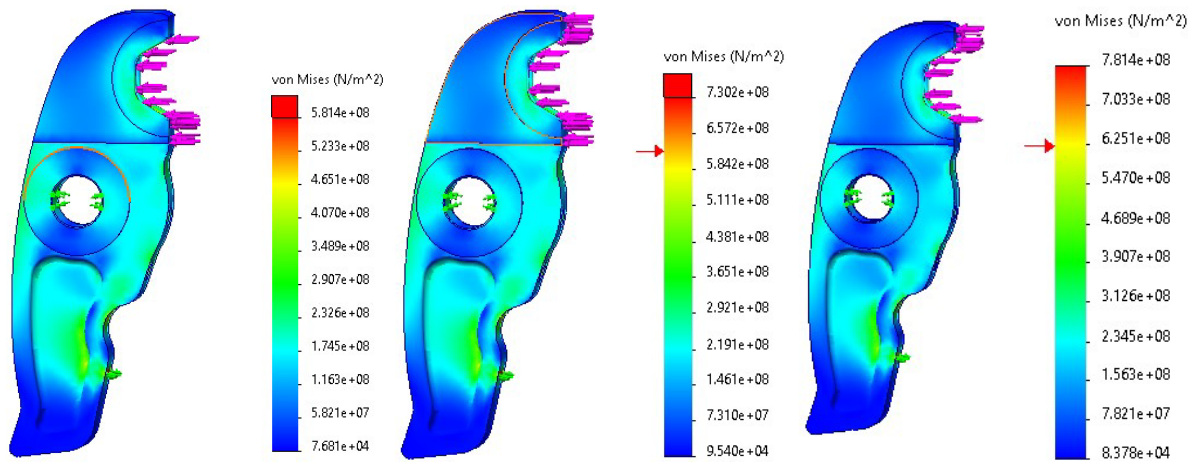 von Mises (N/m^2)
5.814e+08
5.233e+08
4.651e+08
4.070e+08
3.489e+08
2.907e+08
2.326e+08
1.745e+08
1.163e+08
5.821e+07
7.681e+04
von Mises (N/m^2)
7.302e+08
6.572e+08
5.842e+08
5.111e+08
4.381e+08
3.651e+08
2.921e+08
2.191e+08
1.461e+08
7.310e+07
9.540e+04
von Mises (N/m^2)
7.814e+08
7.033e+08
6.251e+08
5.470e+08
4.689e+08
3.907e+08
3.126e+08
2.345e+08
1.563e+08
7.821e+07
8.378e+04